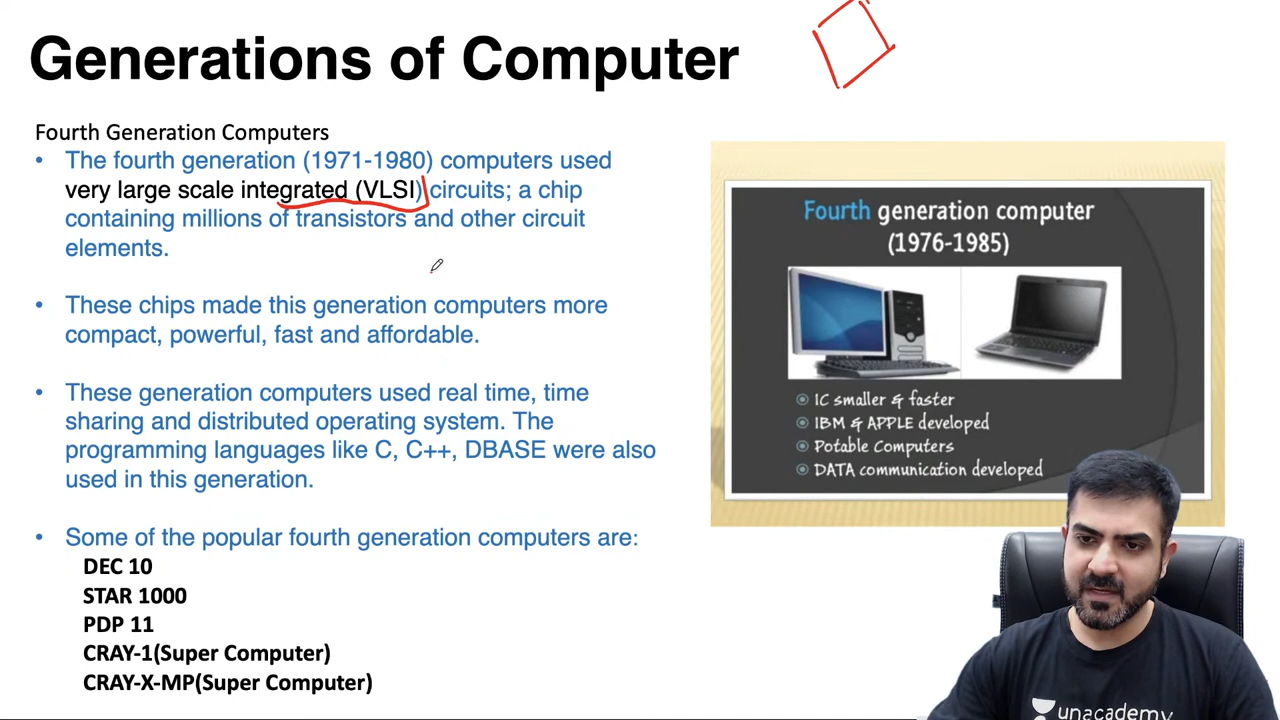 Generations of Computer
Fourth Generation Computers
• The fourth generation (1971-1980) computers used
very large scale integrated (VLSI) circuits; a chip
containing millions of transistors and other circuit
elements.
• These chips made this generation computers more
compact, powerful, fast and affordable.
• These generation computers used real time, time
sharing and distributed operating system. The
programming languages like C, C++, DBASE were also
used in this generation.
• Some of the popular fourth generation computers are:
DEC 10
STAR 1000
PDP 11
CRAY-1(Super Computer)
CRAY-X-MP(Super Computer)
Fourth generation computer
(1976-1985)
IC smaller & faster
IBM & APPLE developed
Potable Computers
DATA communication developed
unacademy